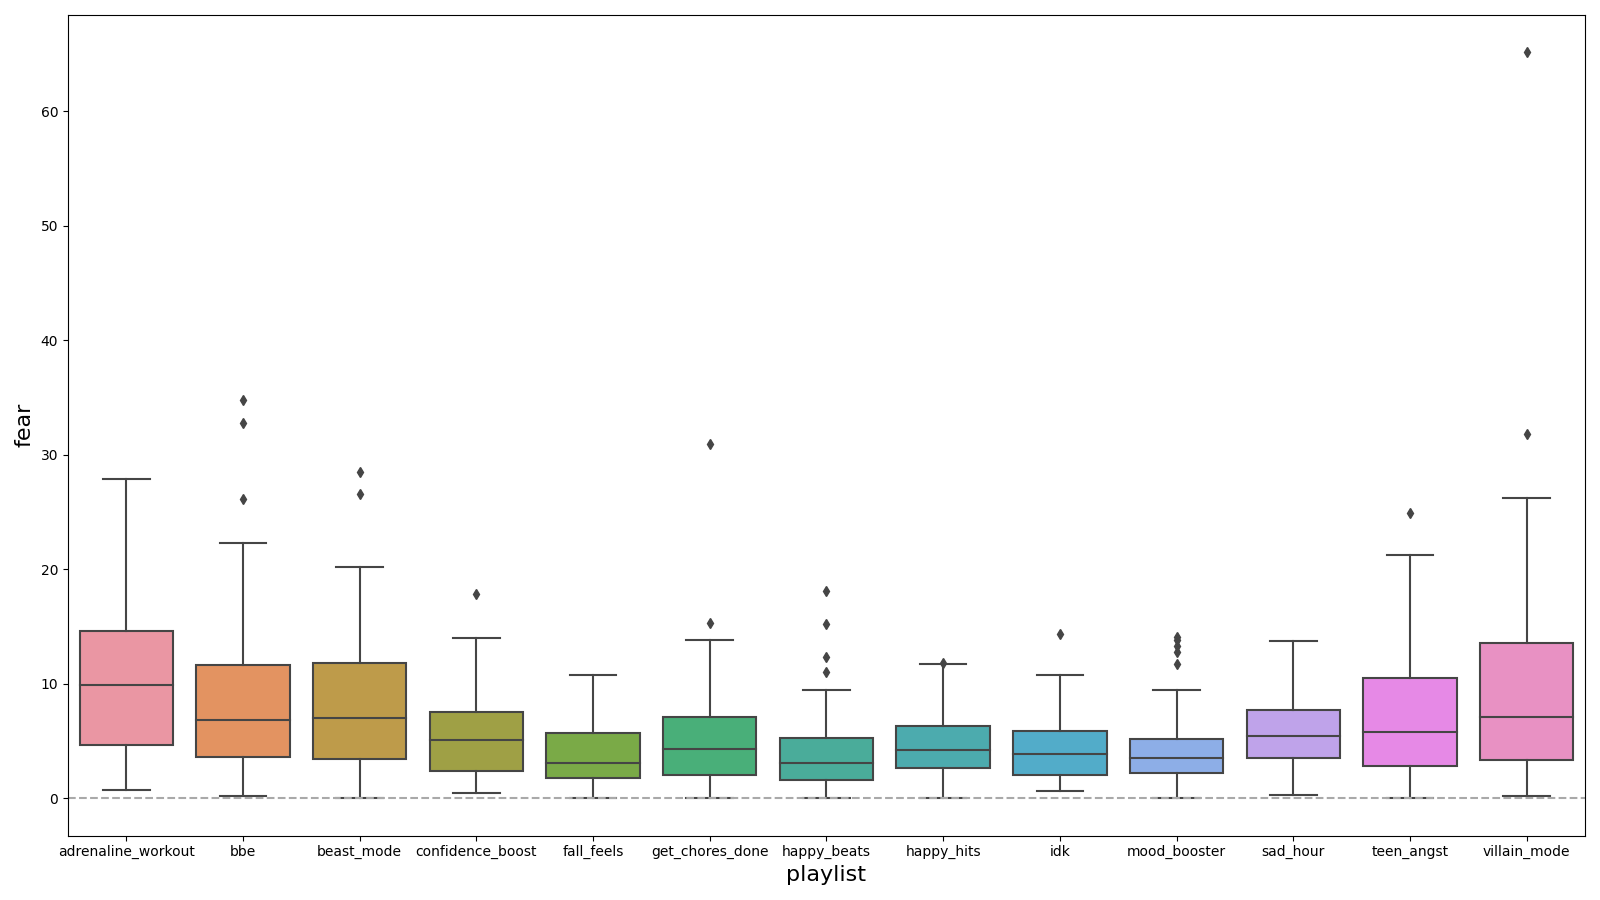 fear
60
50
40
30
20
10
0
adrenaline_workout bbe beast_mode confidence_boost fall_feels get_chores_done happy_beats happy_hits idk mood_booster sad_hour teen_angst villain_mode
playlist